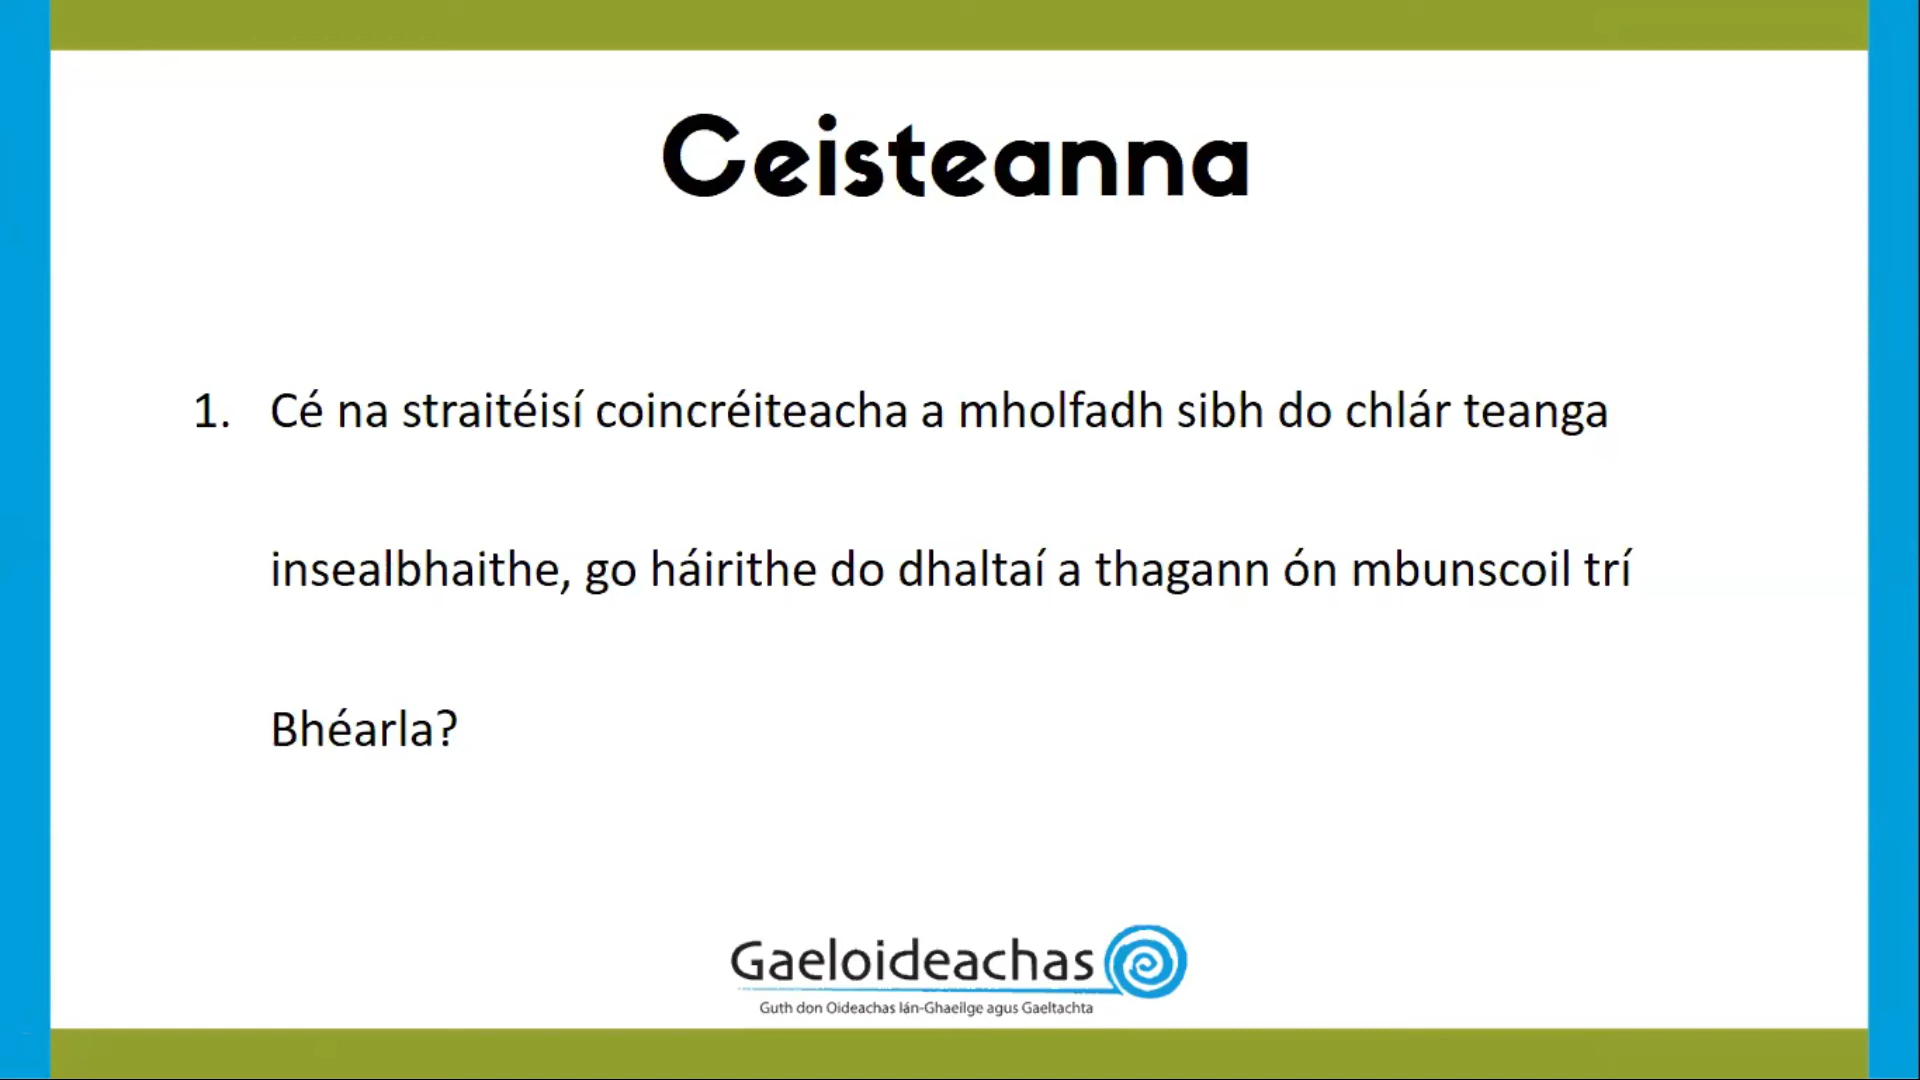 Ceisteanna
1. Cé na straitéisí coincréiteacha a mholfadh sibh do chlár teanga
insealbhaithe, go háirithe do dhaltaí a thagann ón mbunscoil trí
Bhéarla?
Gaeloideachas
Guth don Oideachas lán-Ghaeilge agus Gaeltachta